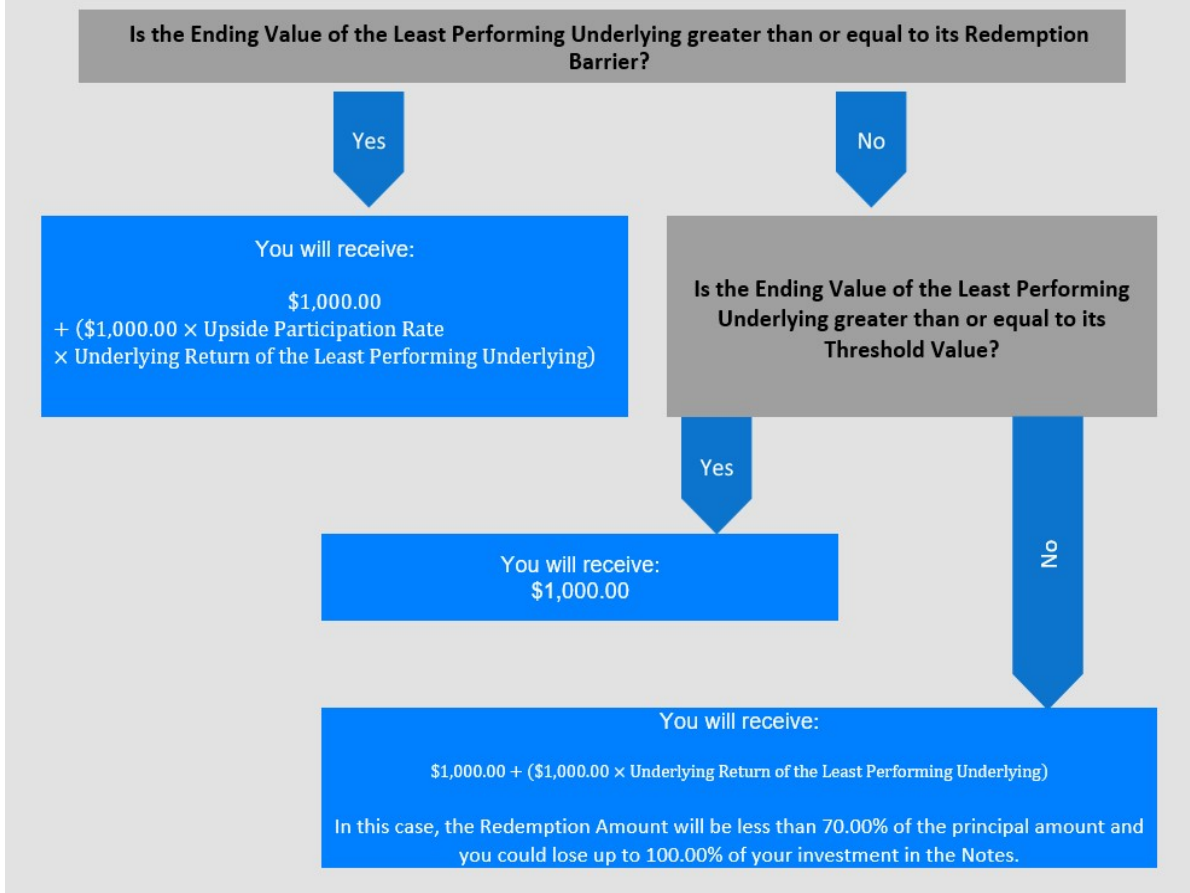 Is the Ending Value of the Least Performing Underlying greater than or equal to its Redemption
Barrier?
Yes
No
You will receive:
$1,000.00
+ ($1,000.00 × Upside Participation Rate
× Underlying Return of the Least Performing Underlying)
Is the Ending Value of the Least Performing
Underlying greater than or equal to its
Threshold Value?
Yes
No
You will receive:
$1,000.00
You will receive:
$1,000.00 + ($1,000.00 × Underlying Return of the Least Performing Underlying)
In this case, the Redemption Amount will be less than 70.00% of the principal amount and
you could lose up to 100.00% of your investment in the Notes.